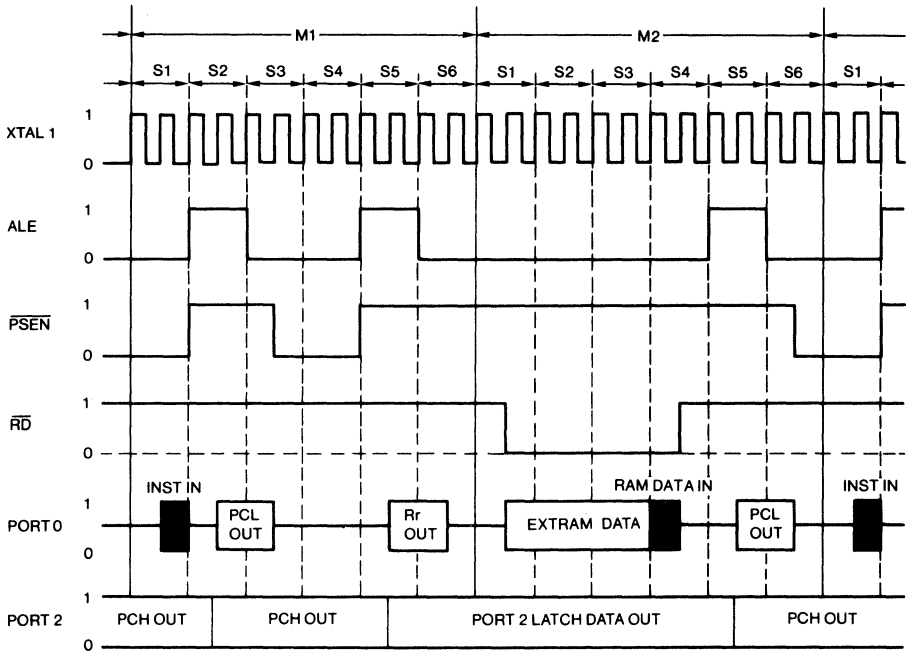 M1 M2
S1 S2 S3 S4 S5 S6 S1 S2 S3 S4 S5 S6 S1
XTAL 1 1 0
ALE 1 0
PSEN 1 0
RD 1 0
INST IN RAM DATA IN INST IN
PORT 0 1 0
PCL OUT
Rr OUT
EXTRAM DATA
PCL OUT
PORT 2 1 0
PCH OUT PCH OUT PORT 2 LATCH DATA OUT PCH OUT